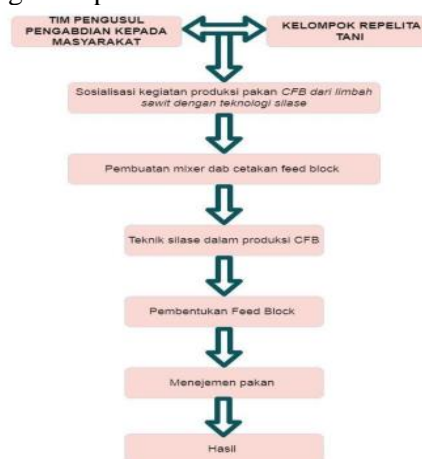 TIM PENGUSUL
PENGABDIAN KEPADA
MASYARAKAT
KELOMPOK REPELITA
TANI
Sosialisasi kegiatan produksi pakan CFB dari limbah
sawit dengan teknologi silase
Pembuatan mixer dab cetakan feed block
Teknik silase dalam produksi CFB
Pembentukan Feed Block
Menejemen pakan
Hasil